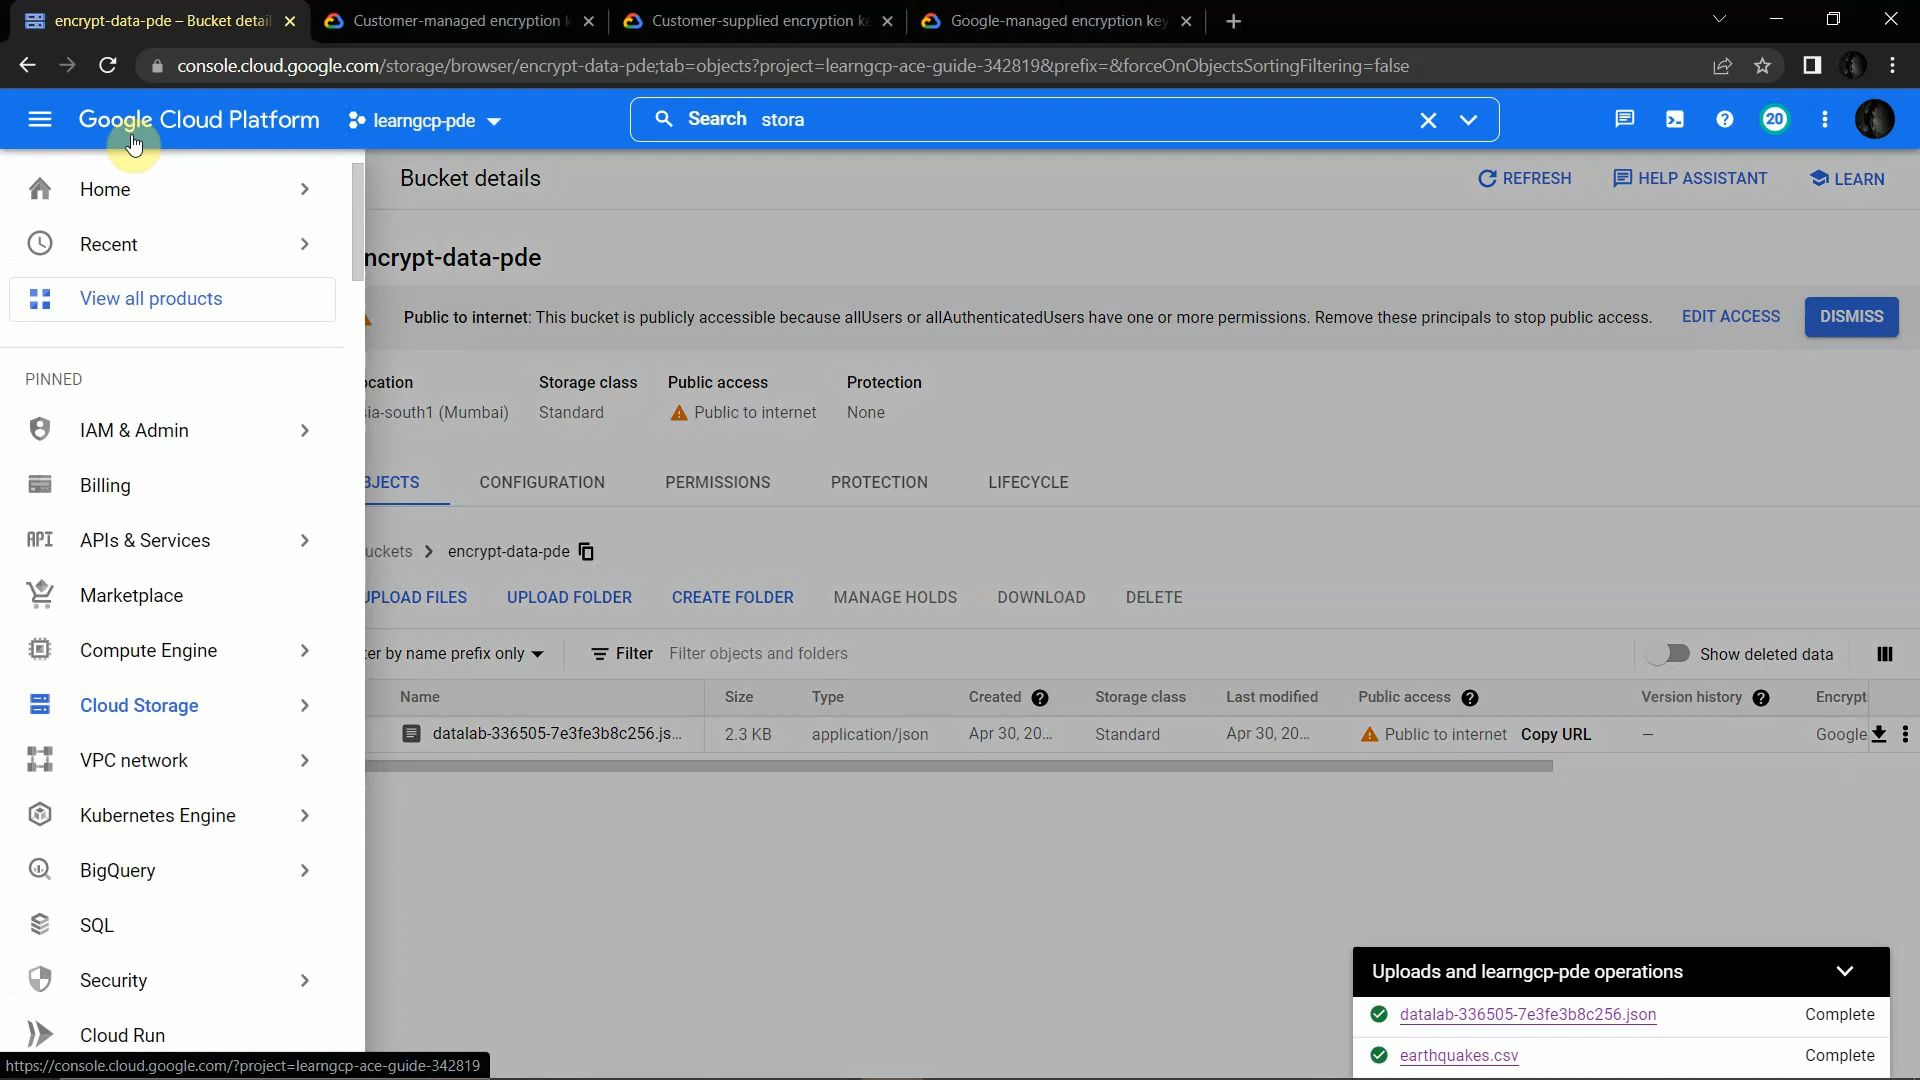 encrypt-data-pde – Bucket detail
Customer-managed encryption
Customer-supplied encryption ke
Google-managed encryption key
console.cloud.google.com/storage/browser/encrypt-data-pde;tab=objects?project=learngcp-ace-guide-342819&prefix=&forceOnObjectsSortingFiltering=false
Google Cloud Platform
learngcp-pde
Search stora
20
Home
Recent
View all products
PINNED
IAM & Admin
Billing
API APIs & Services
Marketplace
Compute Engine
Cloud Storage
VPC network
Kubernetes Engine
BigQuery
SQL
Security
Cloud Run
https://console.cloud.google.com/?project=learngcp-ace-guide-342819
Bucket details
REFRESH
HELP ASSISTANT
LEARN
ncrypt-data-pde
Public to internet: This bucket is publicly accessible because allUsers or allAuthenticatedUsers have one or more permissions. Remove these principals to stop public access.
EDIT ACCESS
DISMISS
ocation Storage class Public access Protection
ia-south1 (Mumbai) Standard Public to internet None
BJECTS CONFIGURATION PERMISSIONS PROTECTION LIFECYCLE
uckets > encrypt-data-pde
UPLOAD FILES UPLOAD FOLDER CREATE FOLDER MANAGE HOLDS DOWNLOAD DELETE
er by name prefix only Filter Filter objects and folders Show deleted data
Name Size Type Created Storage class Last modified Public access Version history Encrypt
datalab-336505-7e3fe3b8c256.js... 2.3 KB application/json Apr 30, 20... Standard Apr 30, 20... Public to internet Copy URL — Google
Uploads and learngcp-pde operations
datalab-336505-7e3fe3b8c256.json Complete
earthquakes.csv Complete